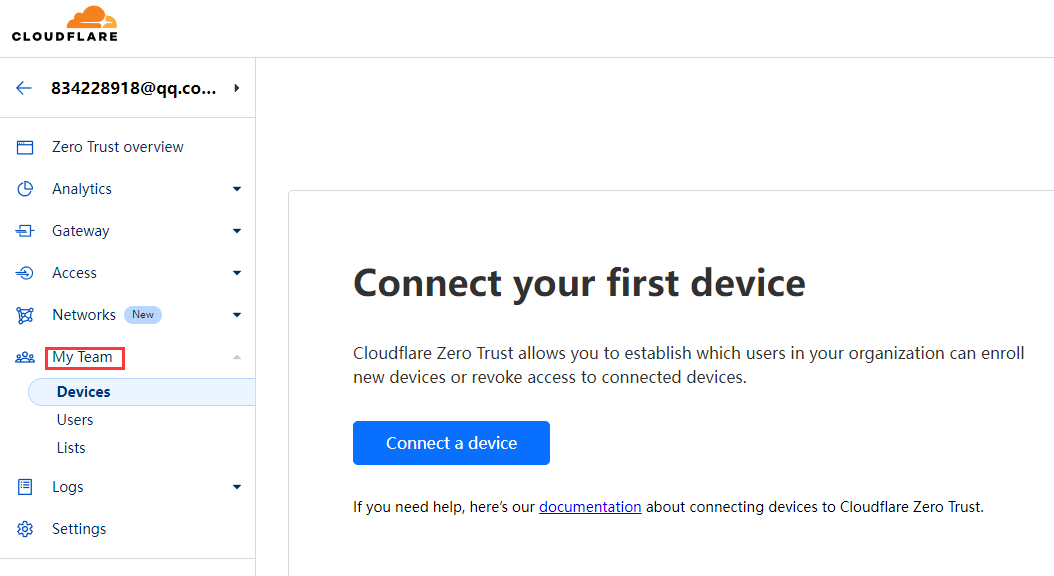 CLOUDFLARE
834228918@qq.co...
Zero Trust overview
Analytics
Gateway
Access
Networks New
My Team
Devices
Users
Lists
Logs
Settings
Connect your first device
Cloudflare Zero Trust allows you to establish which users in your organization can enroll
new devices or revoke access to connected devices.
Connect a device
If you need help, here’s our documentation about connecting devices to Cloudflare Zero Trust.